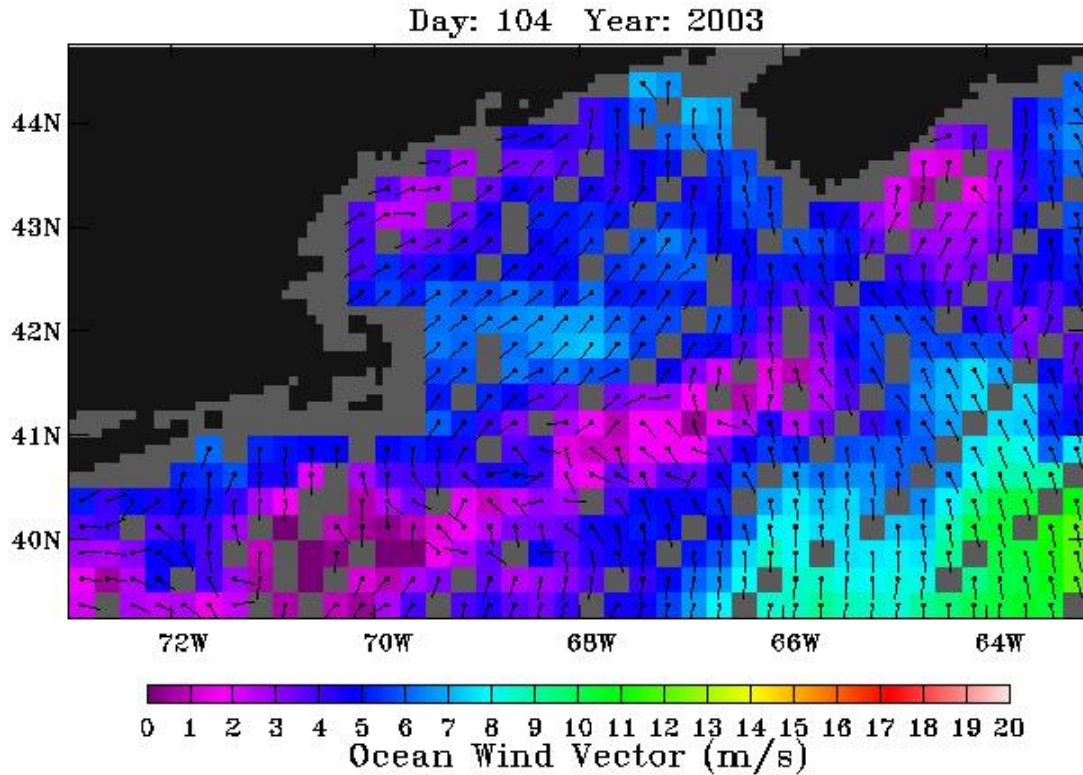 Day: 104 Year: 2003
44N
43N
42N
41N
40N
72W 70W 68W 66W 64W
0 1 2 3 4 5 6 7 8 9 10 11 12 13 14 15 16 17 18 19 20
Ocean Wind Vector (m/s)